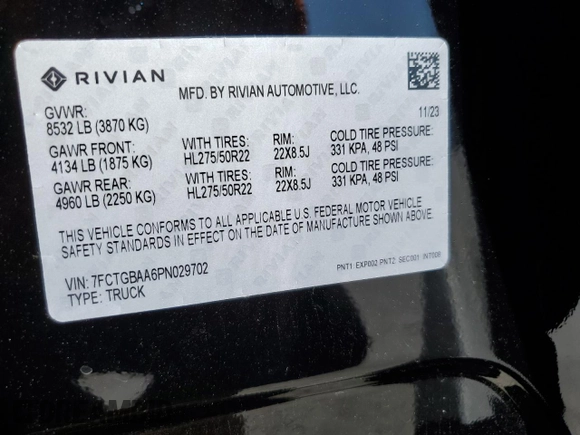 RIVIAN
MFD. BY RIVIAN AUTOMOTIVE, LLC.
GVWR:
8532 LB (3870 KG)
11/23
GAWR FRONT: WITH TIRES: RIM: COLD TIRE PRESSURE:
4134 LB (1875 KG) HL275/50R22 22X8.5J 331 KPA, 48 PSI
GAWR REAR: WITH TIRES: RIM: COLD TIRE PRESSURE:
4960 LB (2250 KG) HL275/50R22 22X8.5J 331 KPA, 48 PSI
THIS VEHICLE CONFORMS TO ALL APPLICABLE U.S. FEDERAL MOTOR VEHICLE
SAFETY STANDARDS IN EFFECT ON THE DATE OF MANUFACTURE SHOWN ABOVE.
PNT1 EXP002 PNT2 SEC001 INT006
VIN: 7FCTGBAA6PN029702
TYPE: TRUCK